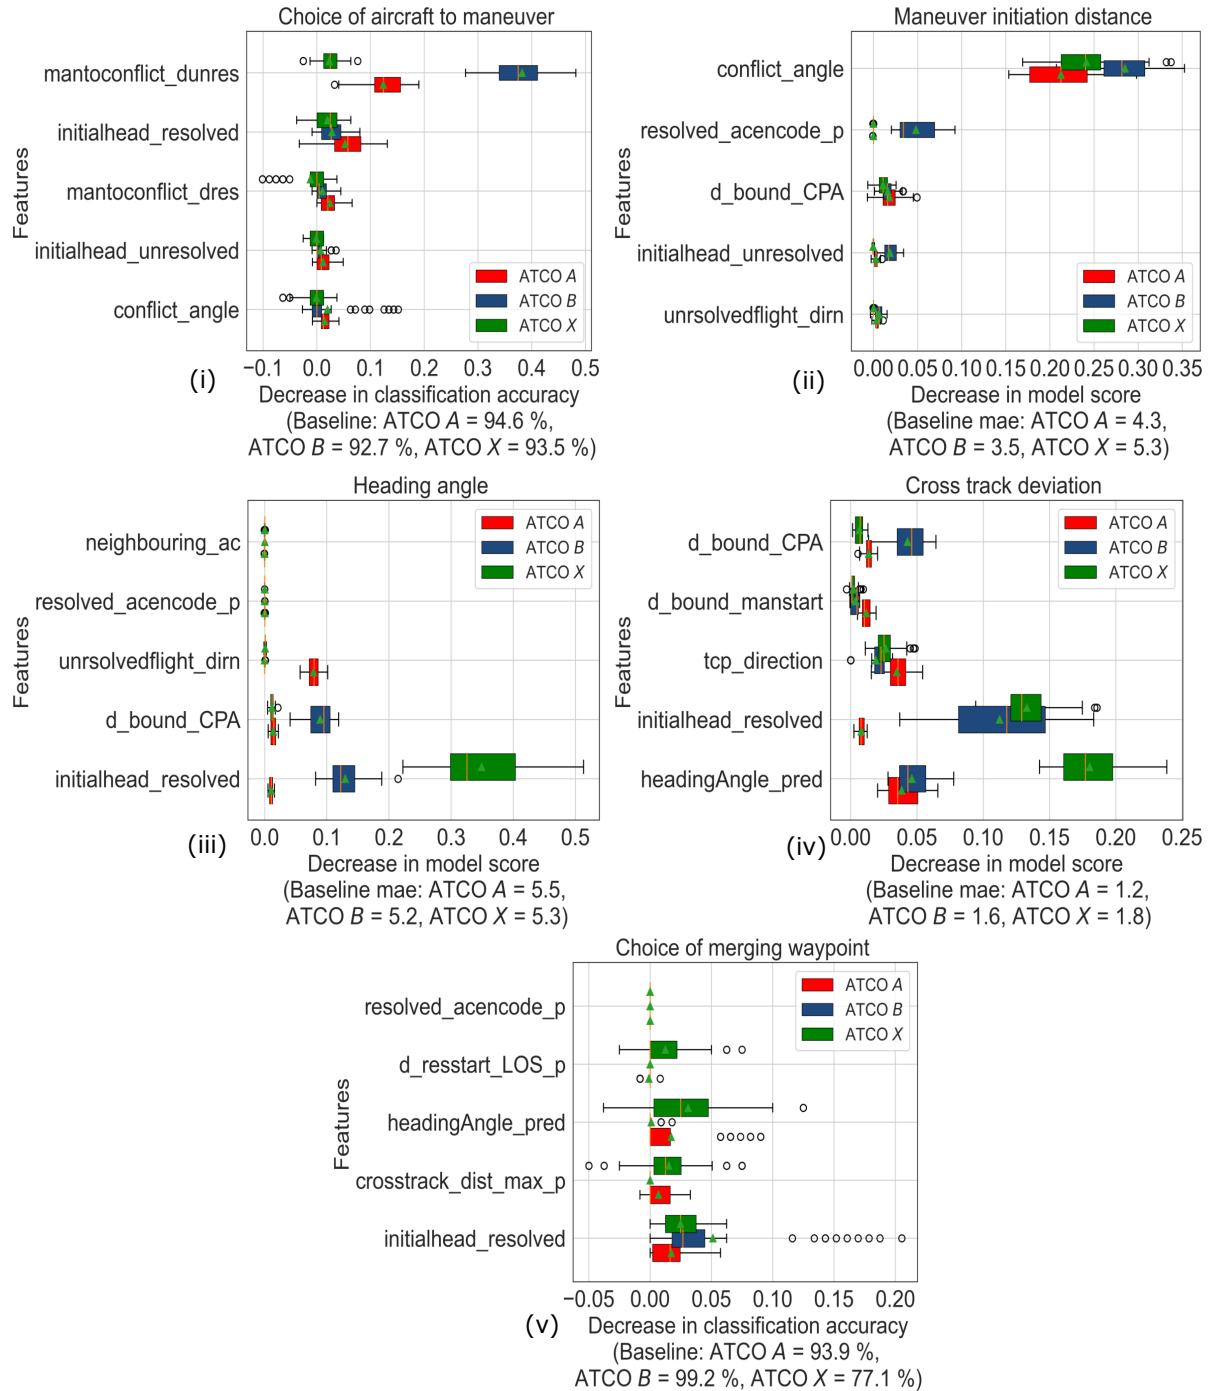 Choice of aircraft to maneuver
Features
mantoconflict_dunres
initialhead_resolved
mantoconflict_dres
initialhead_unresolved
conflict_angle
ATCO A
ATCO B
ATCO X
−0.1 0.0 0.1 0.2 0.3 0.4 0.5
(i)
Decrease in classification accuracy
(Baseline: ATCO A = 94.6 %,
ATCO B = 92.7 %, ATCO X = 93.5 %)
Maneuver initiation distance
Features
conflict_angle
resolved_acencode_p
d_bound_CPA
initialhead_unresolved
unrsolvedflight_dirn
ATCO A
ATCO B
ATCO X
0.00 0.05 0.10 0.15 0.20 0.25 0.30 0.35
(ii)
Decrease in model score
(Baseline mae: ATCO A = 4.3,
ATCO B = 3.5, ATCO X = 5.3)
Heading angle
Features
neighbouring_ac
resolved_acencode_p
unrsolvedflight_dirn
d_bound_CPA
initialhead_resolved
ATCO A
ATCO B
ATCO X
0.0 0.1 0.2 0.3 0.4 0.5
(iii)
Decrease in model score
(Baseline mae: ATCO A = 5.5,
ATCO B = 5.2, ATCO X = 5.3)
Cross track deviation
Features
d_bound_CPA
d_bound_manstart
tcp_direction
initialhead_resolved
headingAngle_pred
ATCO A
ATCO B
ATCO X
0.00 0.05 0.10 0.15 0.20 0.25
(iv)
Decrease in model score
(Baseline mae: ATCO A = 1.2,
ATCO B = 1.6, ATCO X = 1.8)
Choice of merging waypoint
Features
resolved_acencode_p
d_resstart_LOS_p
headingAngle_pred
crosstrack_dist_max_p
initialhead_resolved
ATCO A
ATCO B
ATCO X
−0.05 0.00 0.05 0.10 0.15 0.20
(v)
Decrease in classification accuracy
(Baseline: ATCO A = 93.9 %,
ATCO B = 99.2 %, ATCO X = 77.1 %)